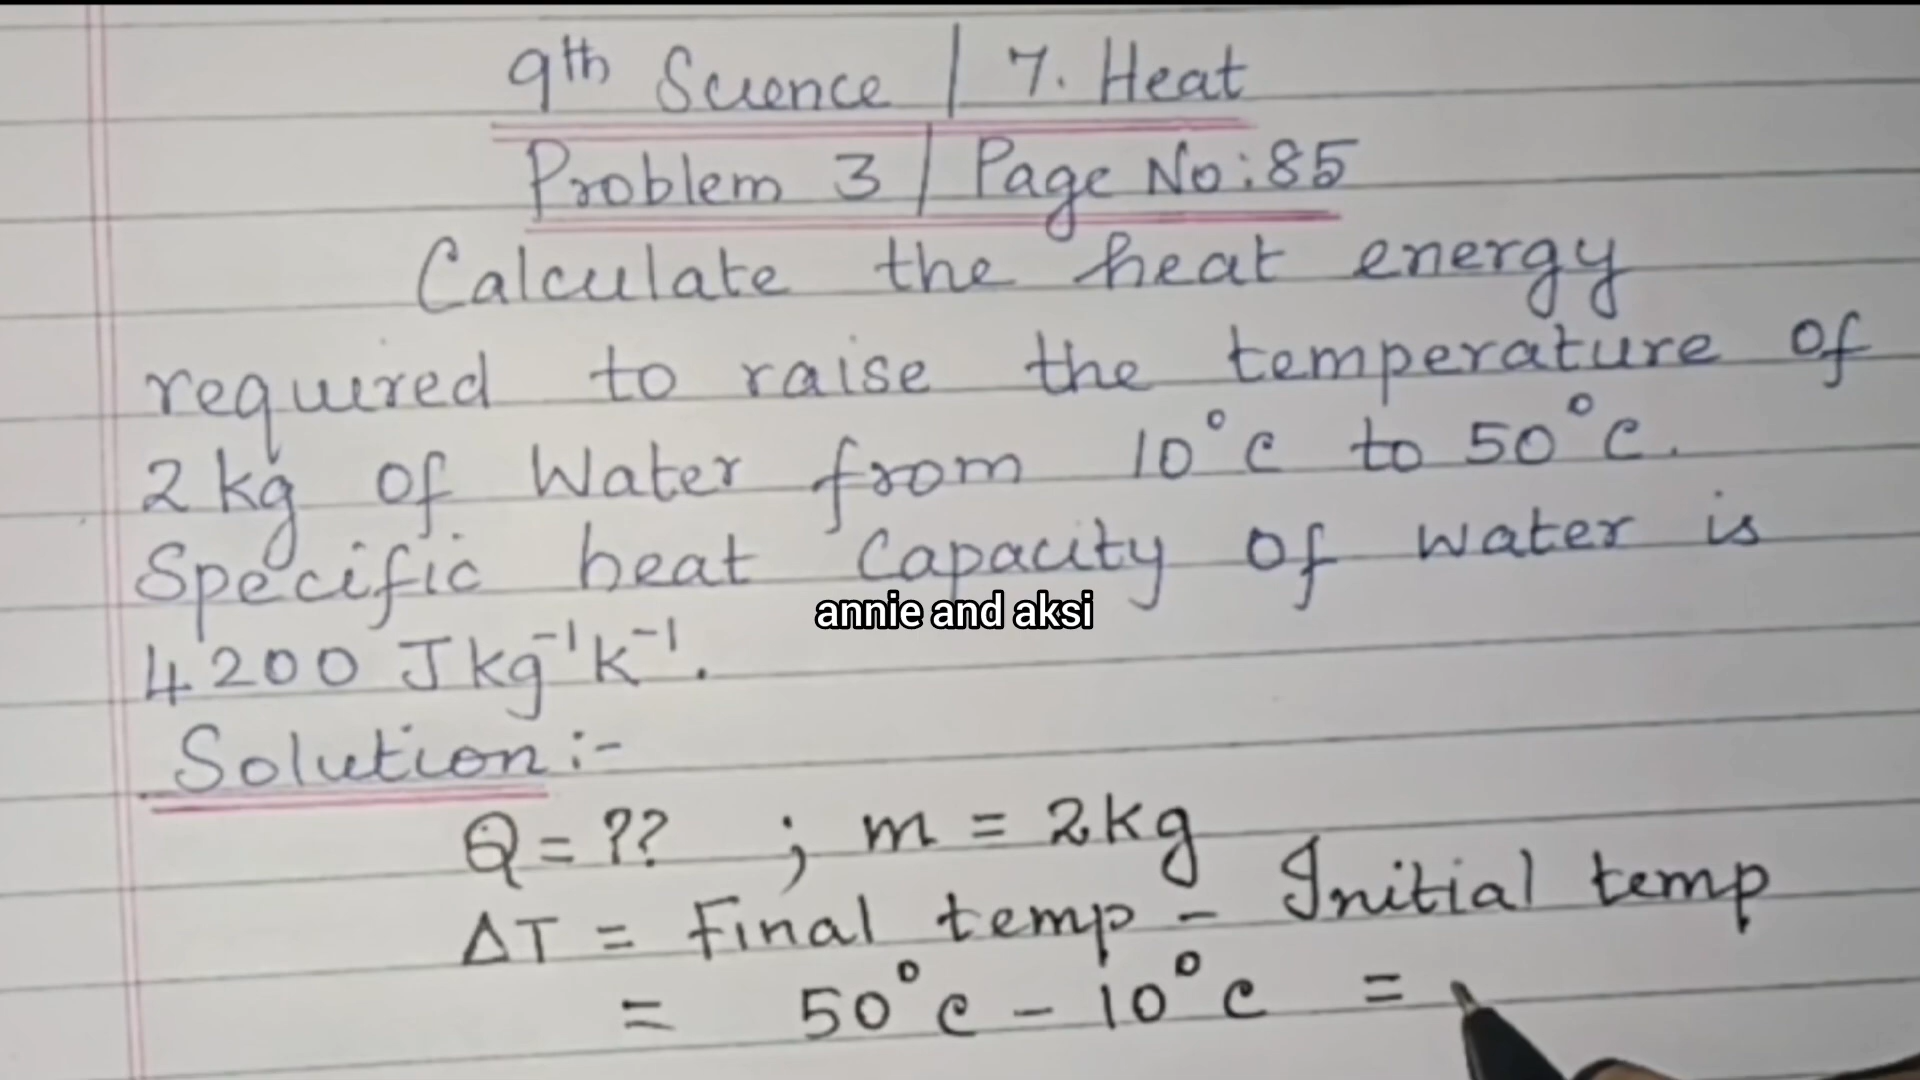 9th Science | 7. Heat
Problem 3 | Page No:85
Calculate the heat energy
required to raise the temperature of
2 kg of Water from 10°c to 50°c.
Specific heat Capacity of water is
annie and aksi
4200 J kg⁻¹ K⁻¹.
Solution :-
Q = ?? ; m = 2kg
ΔT = Final temp - Initial temp
= 50°c - 10°c =